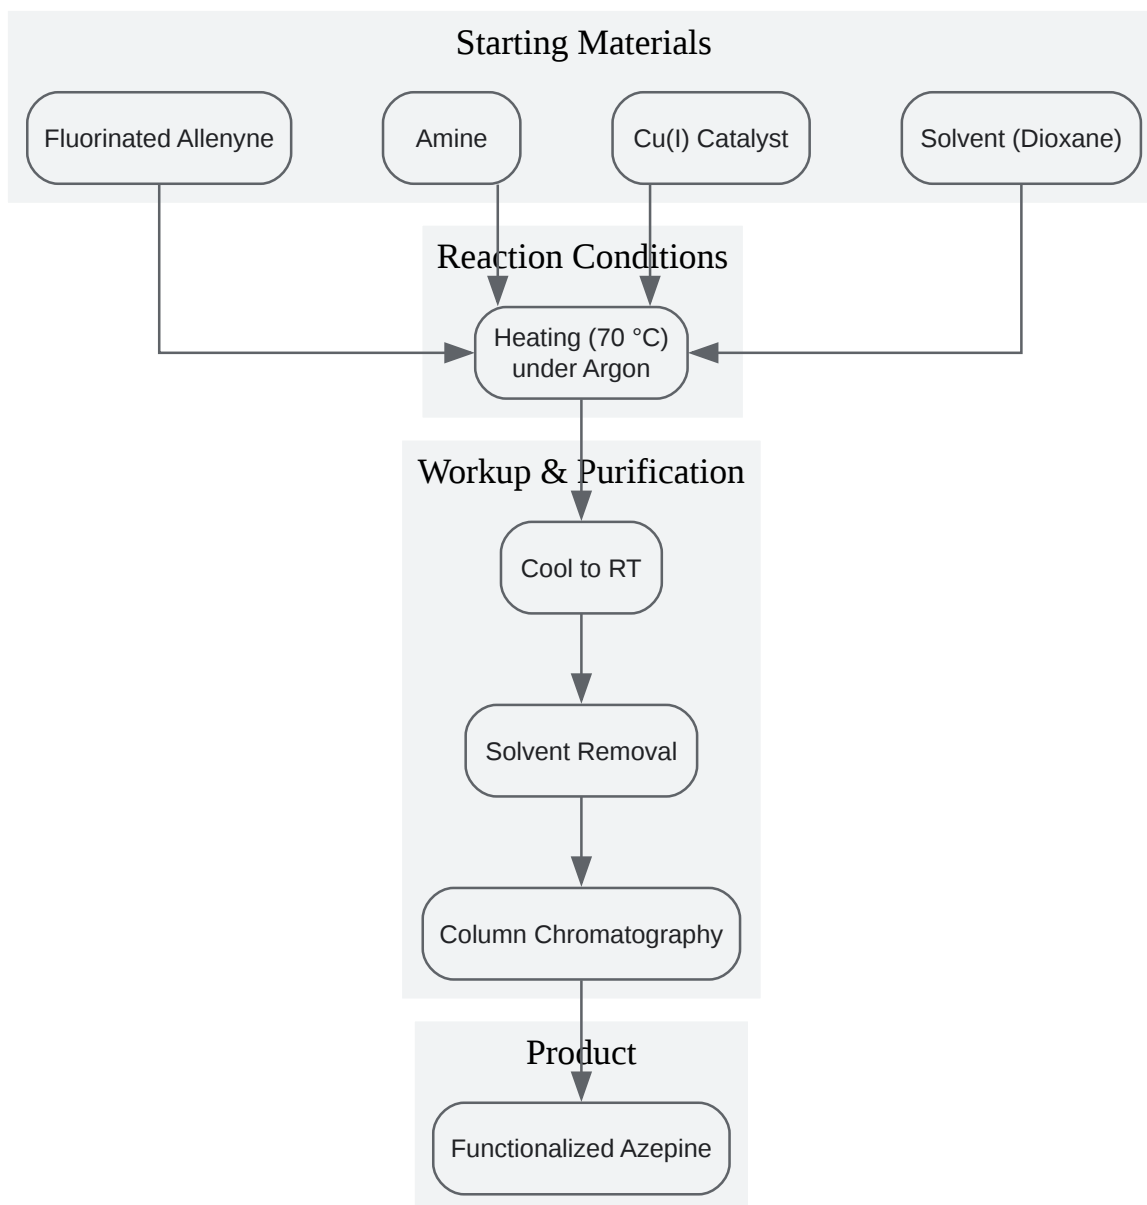 Starting Materials
Fluorinated Allenyne
Amine
Cu(I) Catalyst
Solvent (Dioxane)
Reaction Conditions
Heating (70 °C)
under Argon
Workup & Purification
Cool to RT
Solvent Removal
Column Chromatography
Product
Functionalized Azepine